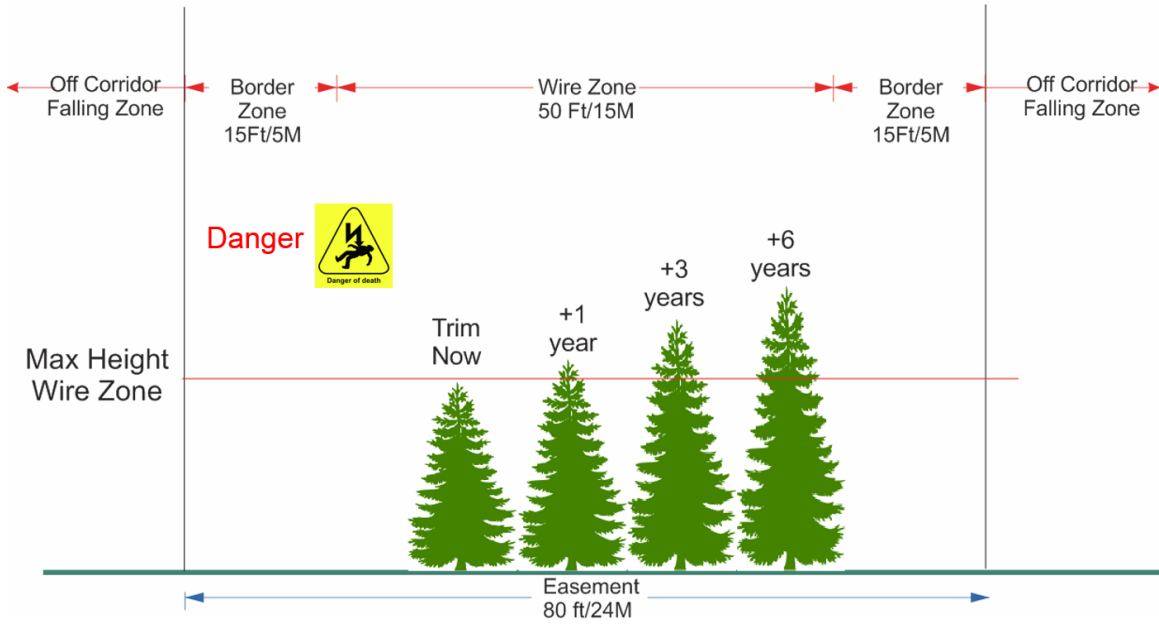 Off Corridor
Falling Zone
Border
Zone
15Ft/5M
Wire Zone
50 Ft/15M
Border
Zone
15Ft/5M
Off Corridor
Falling Zone
Danger
Danger of death
Trim
Now
+1
year
+3
years
+6
years
Max Height
Wire Zone
Easement
80 ft/24M